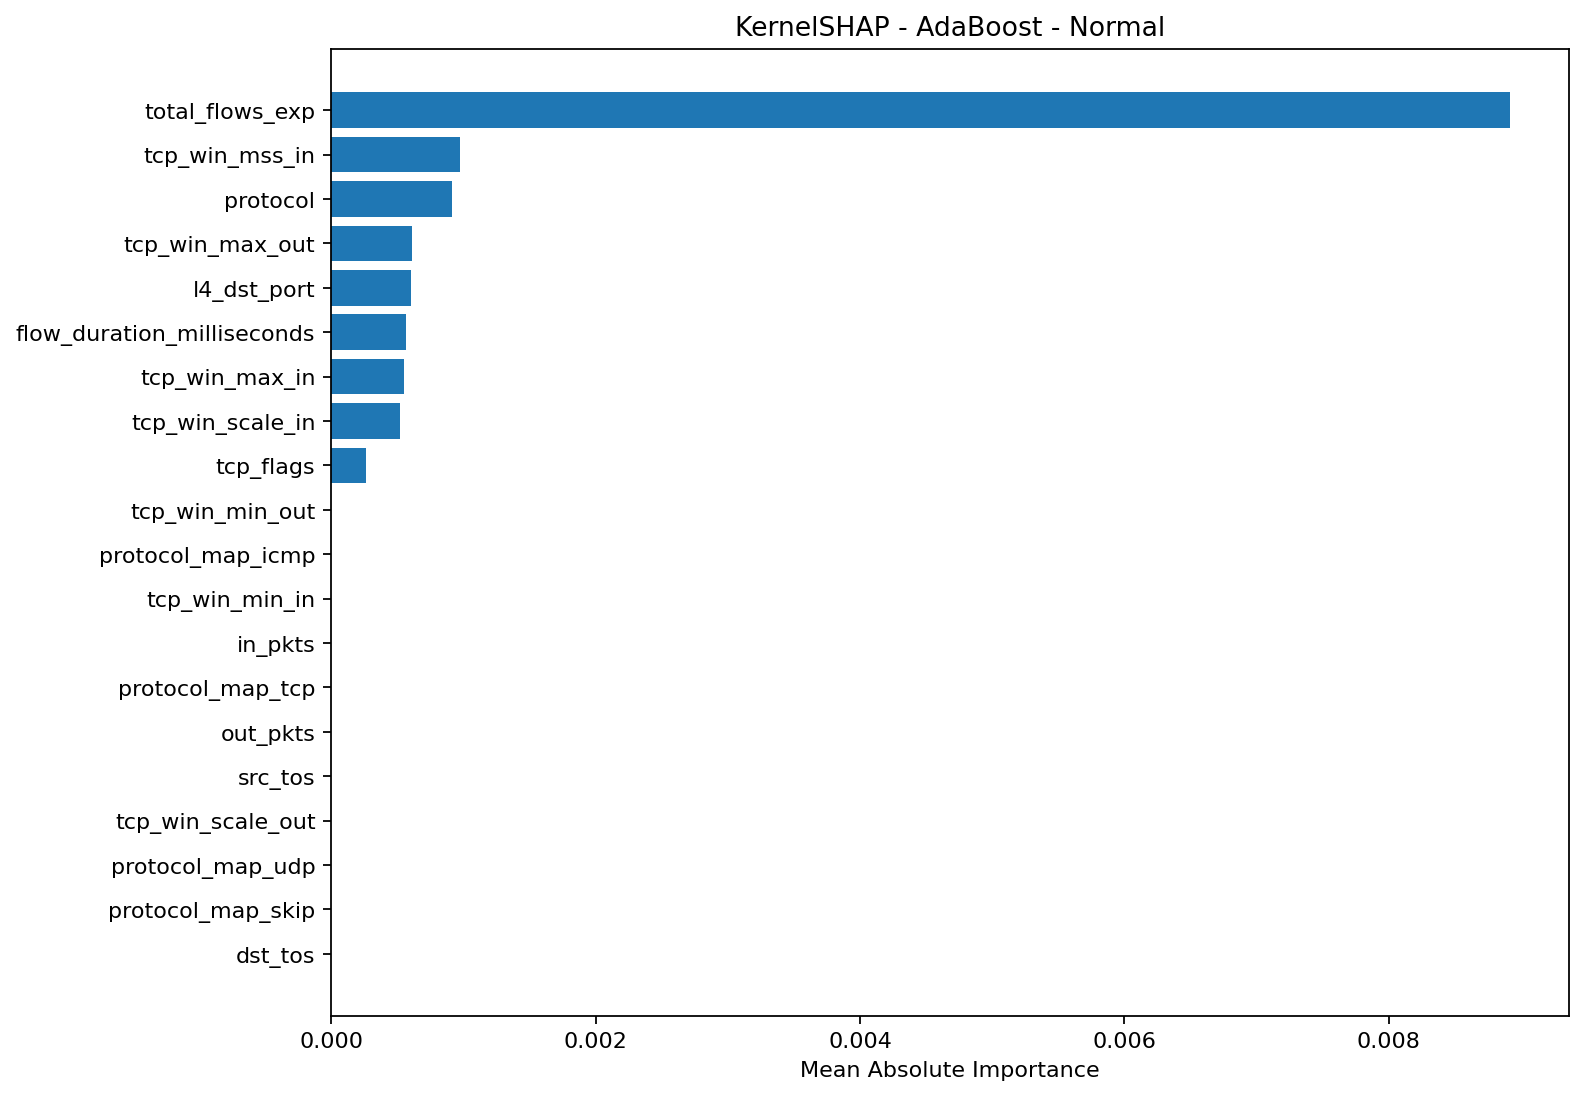 KernelSHAP - AdaBoost - Normal
total_flows_exp
tcp_win_mss_in
protocol
tcp_win_max_out
l4_dst_port
flow_duration_milliseconds
tcp_win_max_in
tcp_win_scale_in
tcp_flags
tcp_win_min_out
protocol_map_icmp
tcp_win_min_in
in_pkts
protocol_map_tcp
out_pkts
src_tos
tcp_win_scale_out
protocol_map_udp
protocol_map_skip
dst_tos
0.000 0.002 0.004 0.006 0.008
Mean Absolute Importance